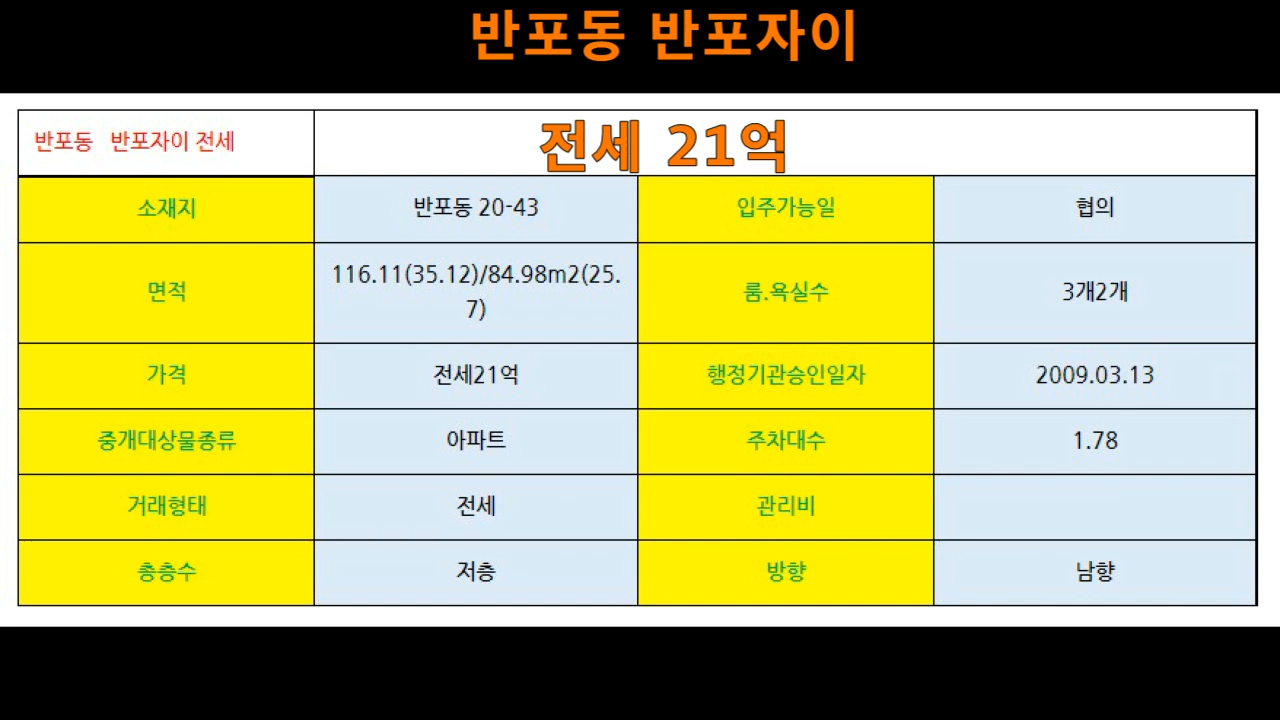 반포동 반포자이
반포동 반포자이 전세
전세 21억
소재지
반포동 20-43
입주가능일
협의
면적
116.11(35.12)/84.98m2(25.
7)
룸.욕실수
3개2개
가격
전세21억
행정기관승인일자
2009.03.13
중개대상물종류
아파트
주차대수
1.78
거래형태
전세
관리비
총층수
저층
방향
남향